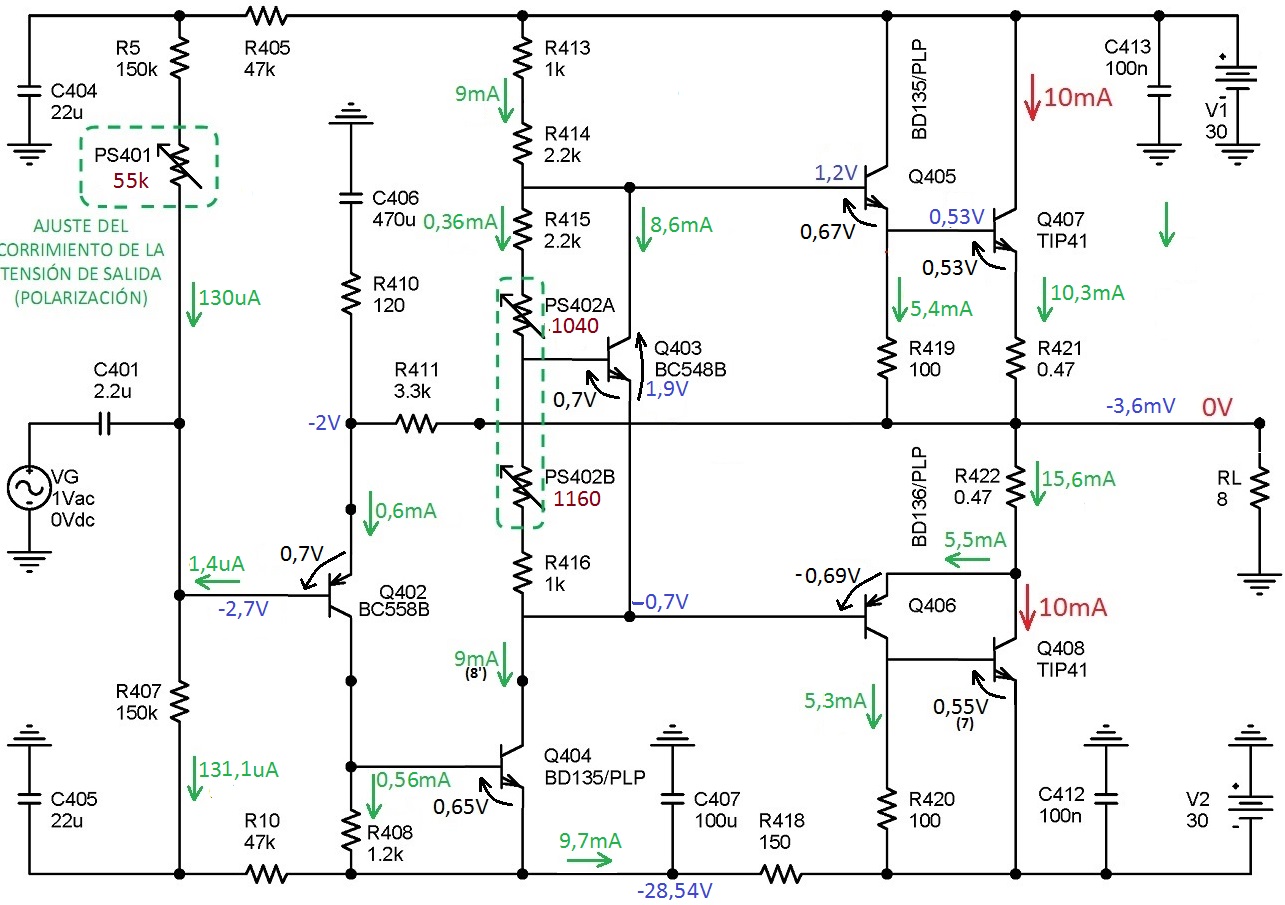 R5
150k
R405
47k
R413
1k
BD135/PLP
C413
100n
+
-
V1
30
C404
22u
9mA
10mA
R414
2.2k
PS401
55k
1,2V
Q405
C406
470u
0,36mA
R415
2.2k
8,6mA
0,67V
0,53V
Q407
TIP41
AJUSTE DEL
CORRIMIENTO DE LA
TENSIÓN DE SALIDA
(POLARIZACIÓN)
0,53V
R410
120
130uA
PS402A
1040
5,4mA
10,3mA
Q403
BC548B
R419
100
R421
0.47
C401
2.2u
R411
3.3k
0,7V
1,9V
-2V
-3,6mV
0V
VG
1Vac
0Vdc
PS402B
1160
BD136/PLP
R422
0.47
15,6mA
RL
8
0,6mA
5,5mA
0,7V
1,4uA
R416
1k
-0,69V
Q402
BC558B
-2,7V
-0,7V
Q406
10mA
9mA
(8')
Q408
TIP41
R407
150k
5,3mA
0,55V
(7)
131,1uA
Q404
BD135/PLP
0,56mA
0,65V
C405
22u
R10
47k
R408
1.2k
C407
100u
R418
150
R420
100
C412
100n
+
-
V2
30
9,7mA
-28,54V